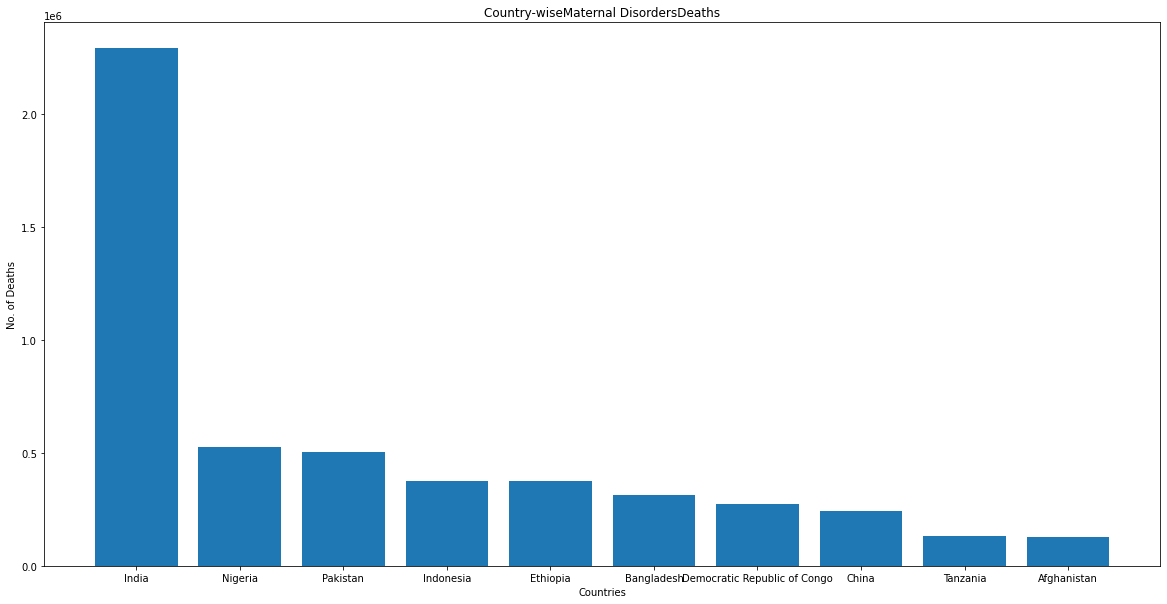 Country-wiseMaternal DisordersDeaths
1e6
2.0
1.5
1.0
0.5
0.0
No. of Deaths
India Nigeria Pakistan Indonesia Ethiopia Bangladesh Democratic Republic of Congo China Tanzania Afghanistan
Countries